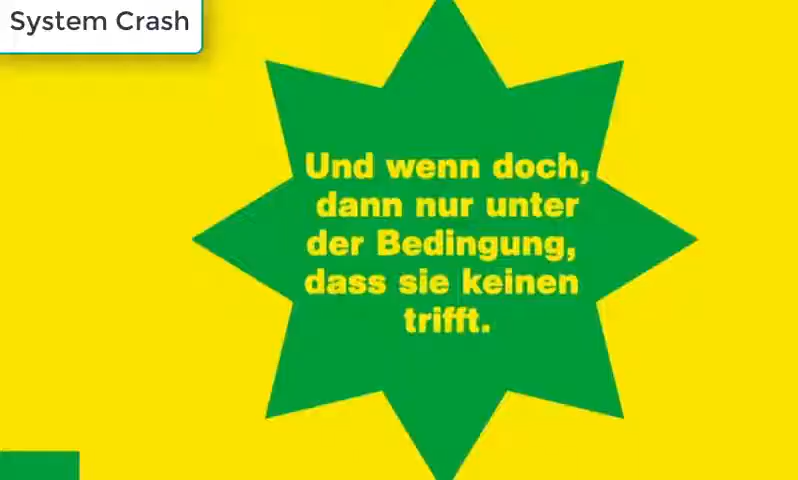 System Crash
Und wenn doch,
dann nur unter
der Bedingung,
dass sie keinen
trifft.